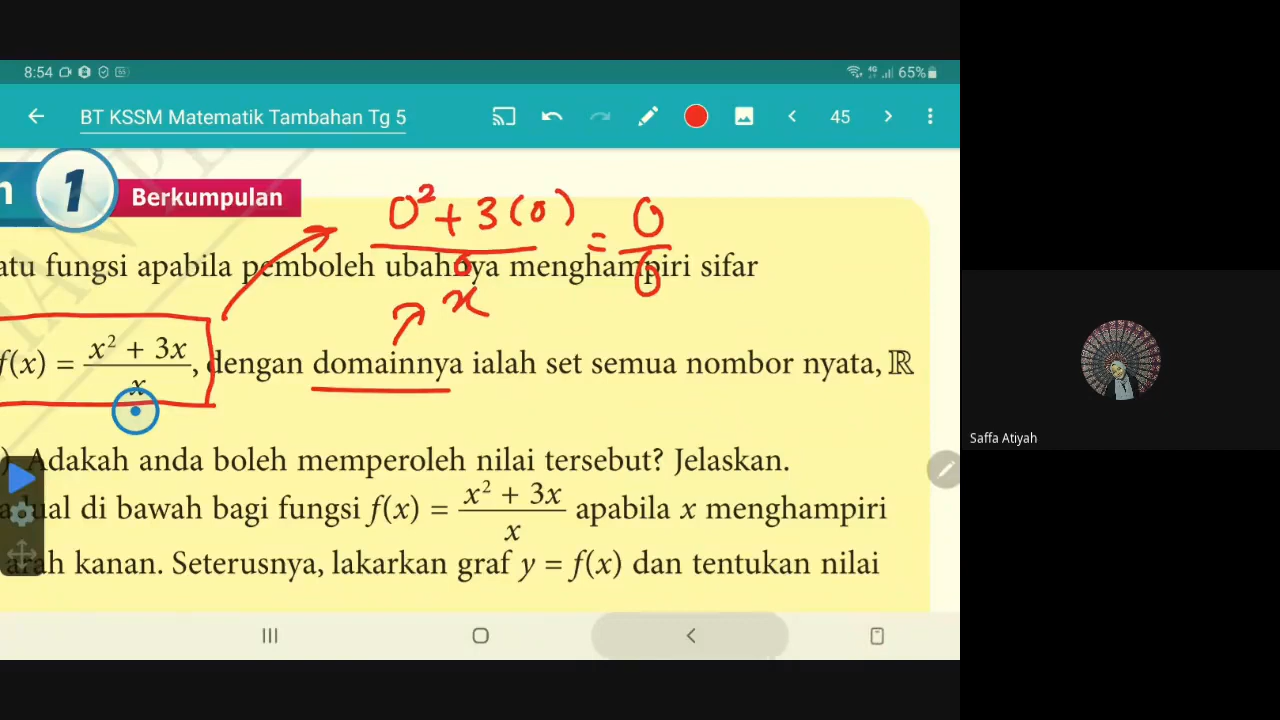 8:54 65%
BT KSSM Matematik Tambahan Tg 5 45
1 Berkumpulan
0² + 3(0) = 0
0 0
atu fungsi apabila pemboleh ubahnya menghampiri sifar
x
f(x) = x² + 3x / x, dengan domainnya ialah set semua nombor nyata, ℝ
). Adakah anda boleh memperoleh nilai tersebut? Jelaskan.
adual di bawah bagi fungsi f(x) = x² + 3x / x apabila x menghampiri
arah kanan. Seterusnya, lakarkan graf y = f(x) dan tentukan nilai
Saffa Atiyah